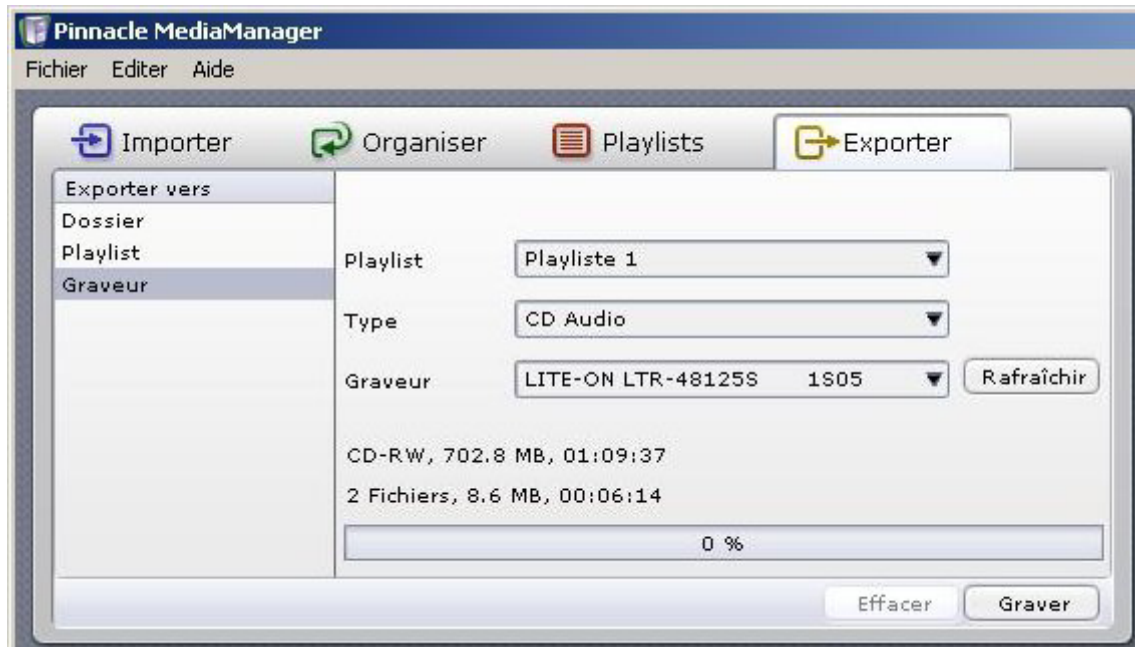 Pinnacle MediaManager
Fichier Editer Aide
Importer Organiser Playlists Exporter
Exporter vers
Dossier
Playlist
Graveur
Playlist Playliste 1
Type CD Audio
Graveur LITE-ON LTR-48125S 1S05 Rafraîchir
CD-RW, 702.8 MB, 01:09:37
2 Fichiers, 8.6 MB, 00:06:14
0 %
Effacer Graver